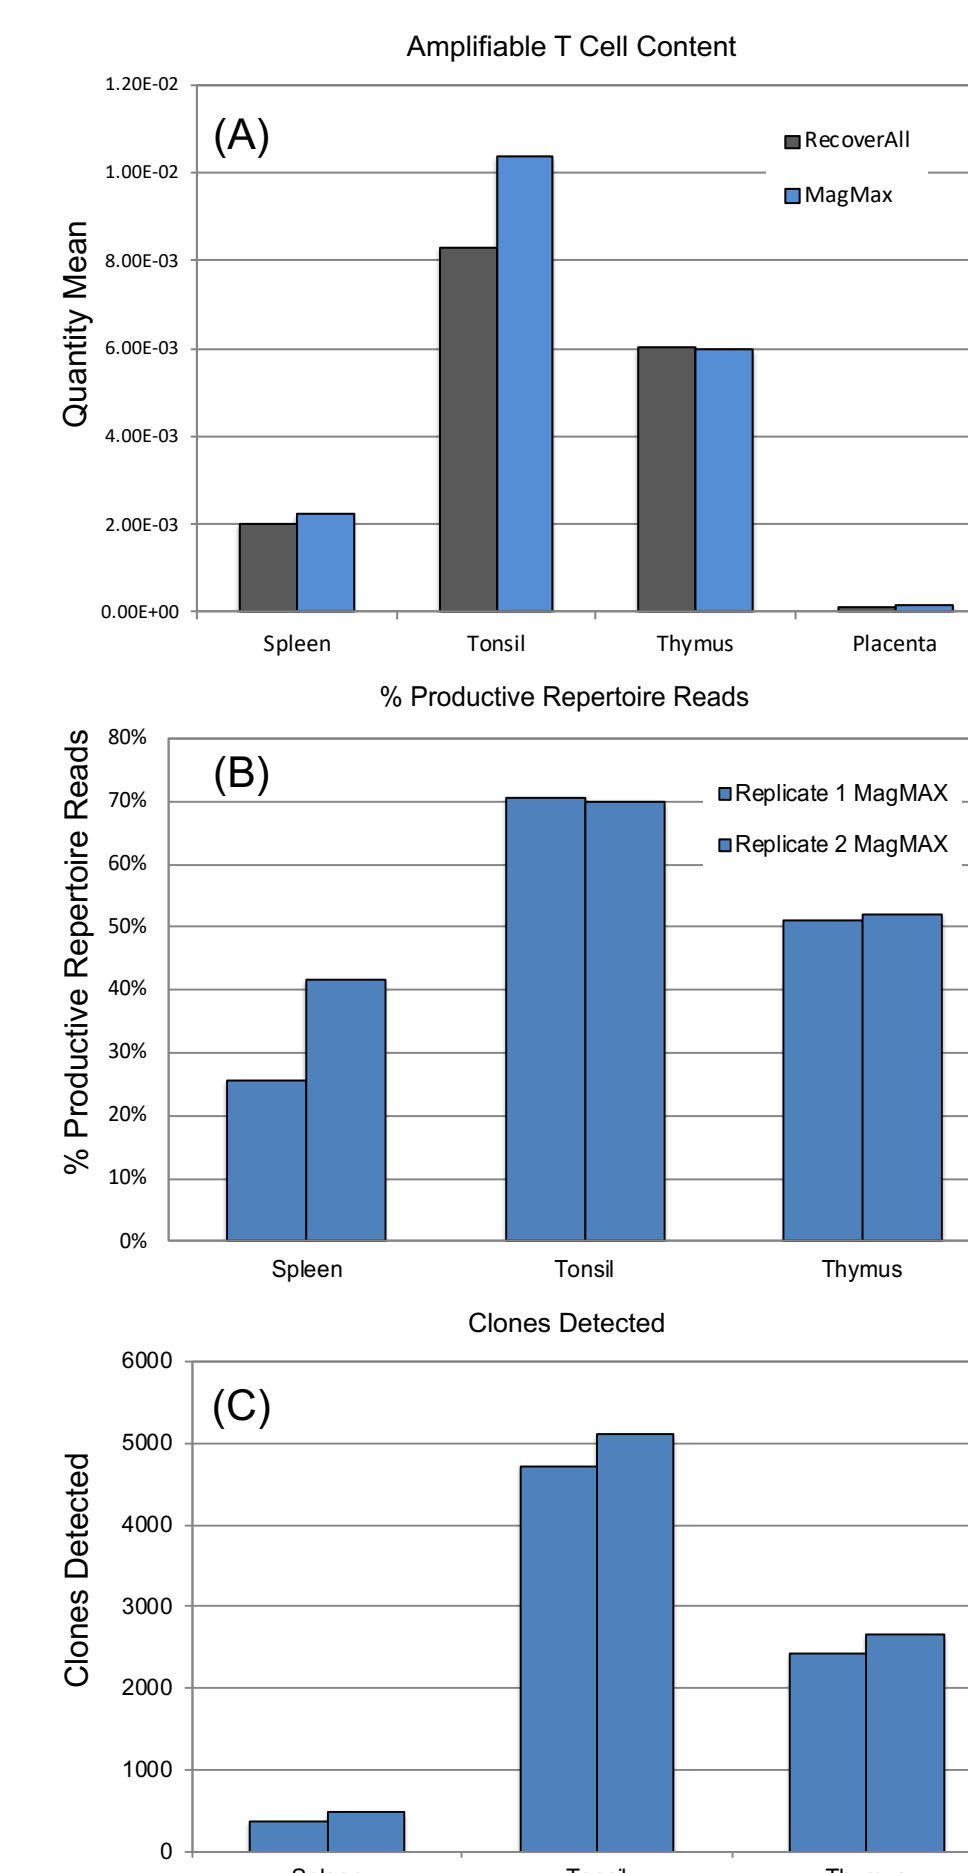 Amplifiable T Cell Content
1.20E-02
(A)
RecoverAll
1.00E-02
MagMax
8.00E-03
Quantity Mean
6.00E-03
4.00E-03
2.00E-03
0.00E+00
Spleen Tonsil Thymus Placenta
% Productive Repertoire Reads
80%
(B)
Replicate 1 MagMAX
70%
Replicate 2 MagMAX
60%
% Productive Repertoire Reads
50%
40%
30%
20%
10%
0%
Spleen Tonsil Thymus
Clones Detected
6000
(C)
5000
4000
Clones Detected
3000
2000
1000
0
Spleen Tonsil Thymus